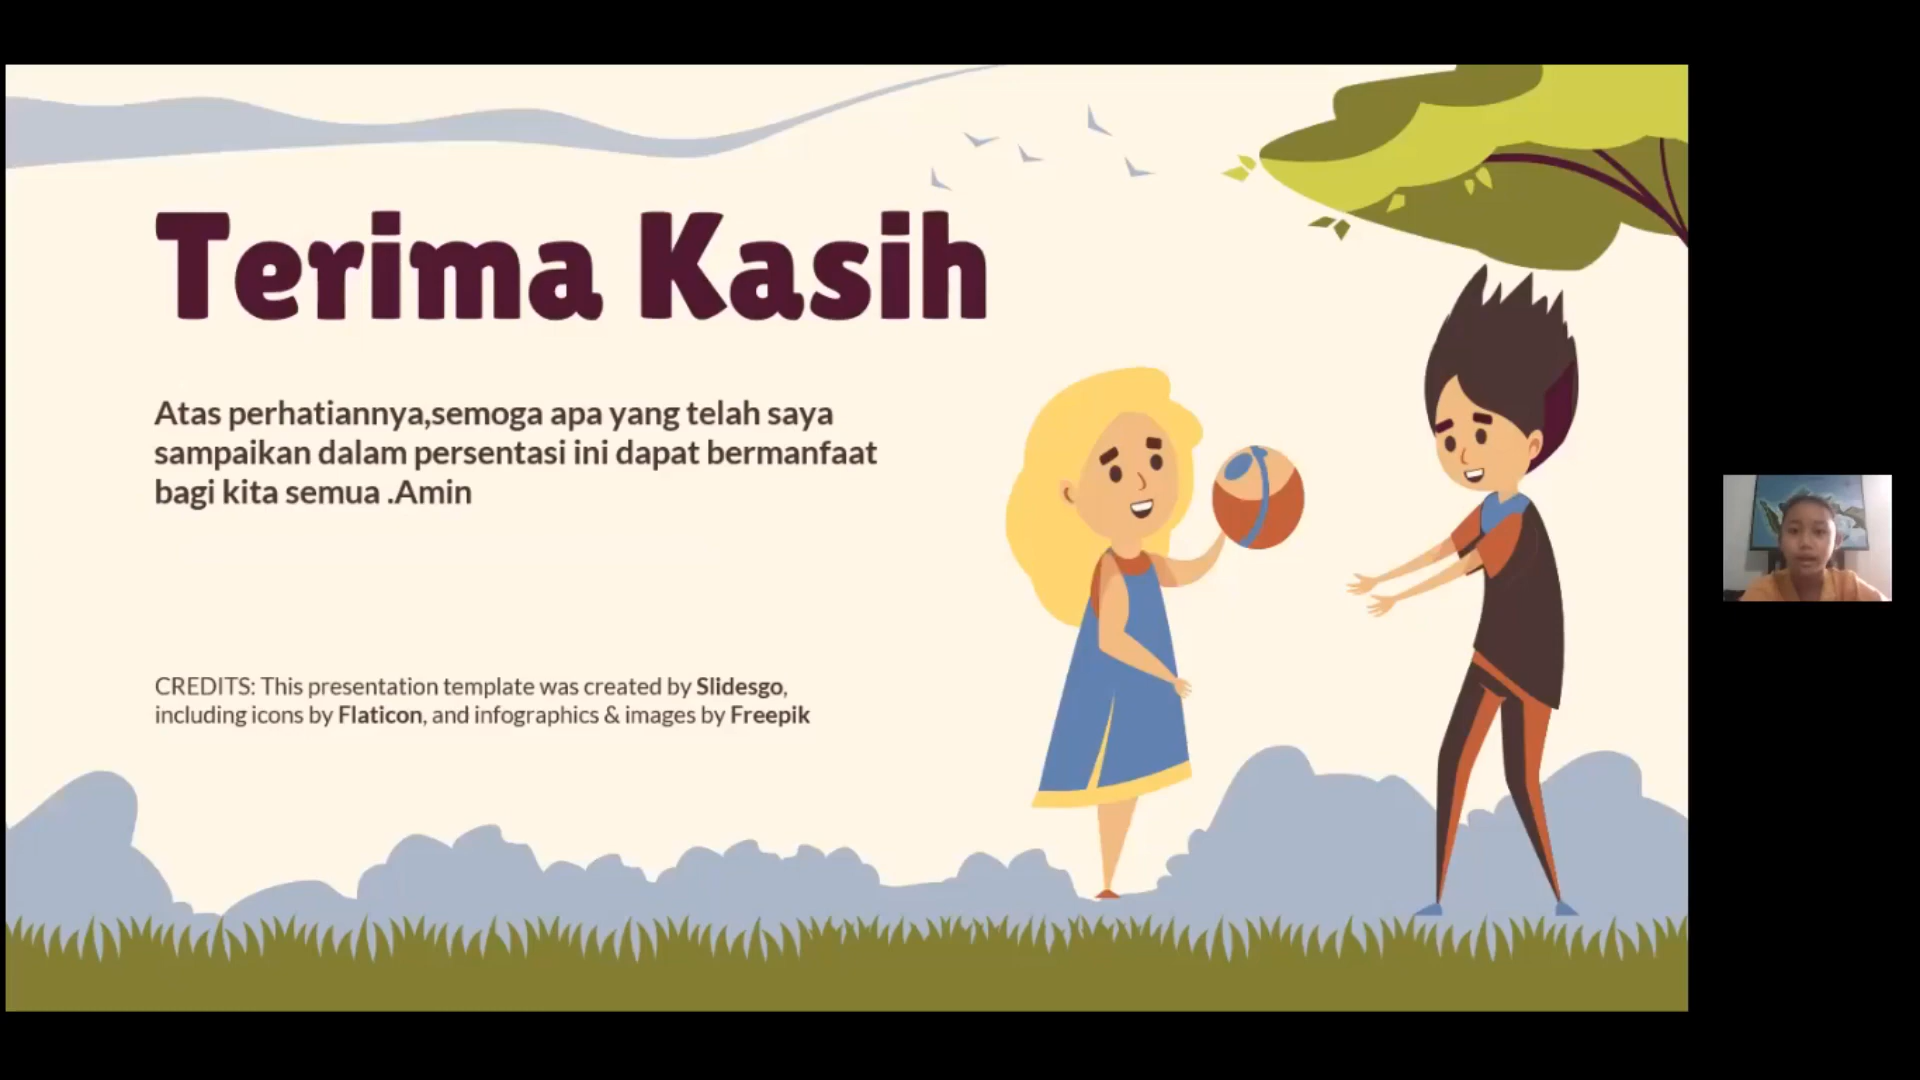 Terima Kasih
Atas perhatiannya,semoga apa yang telah saya
sampaikan dalam persentasi ini dapat bermanfaat
bagi kita semua .Amin
CREDITS: This presentation template was created by Slidesgo,
including icons by Flaticon, and infographics & images by Freepik